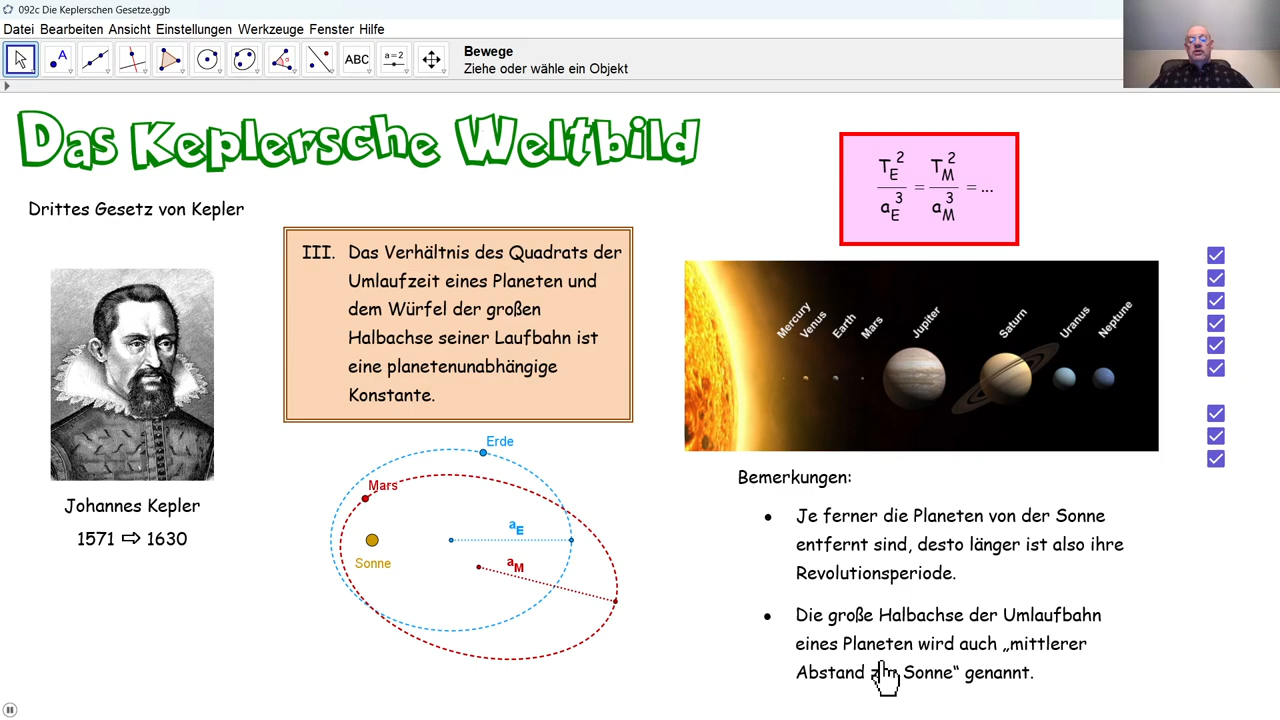 092c Die Keplerschen Gesetze.ggb
Datei Bearbeiten Ansicht Einstellungen Werkzeuge Fenster Hilfe
A
ABC
a=2
Bewege
Ziehe oder wähle ein Objekt
Das Keplersche Weltbild
Drittes Gesetz von Kepler
T_E^2/a_E^3 = T_M^2/a_M^3 = ...
III. Das Verhältnis des Quadrats der
Umlaufzeit eines Planeten und
dem Würfel der großen
Halbachse seiner Laufbahn ist
eine planetenunabhängige
Konstante.
Mercury
Venus
Earth
Mars
Jupiter
Saturn
Uranus
Neptune
Johannes Kepler
1571 ⇨ 1630
Erde
Mars
a_E
Sonne
a_M
Bemerkungen:
• Je ferner die Planeten von der Sonne
entfernt sind, desto länger ist also ihre
Revolutionsperiode.
• Die große Halbachse der Umlaufbahn
eines Planeten wird auch „mittlerer
Abstand Sonne“ genannt.